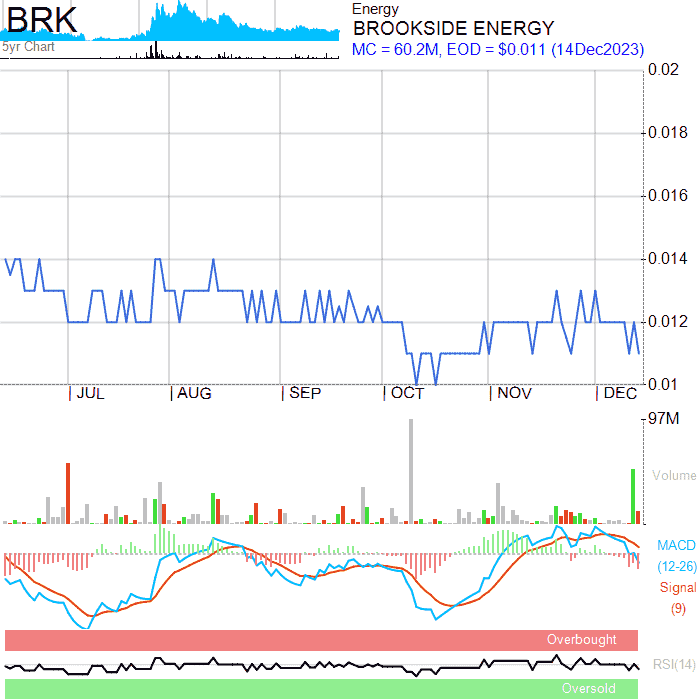 BRK
5yr Chart
Energy
BROOKSIDE ENERGY
MC = 60.2M, EOD = $0.011 (14Dec2023)
0.02
0.018
0.016
0.014
0.012
0.01
JUL AUG SEP OCT NOV DEC
97M
Volume
MACD
(12-26)
Signal
(9)
Overbought
RSI(14)
Oversold